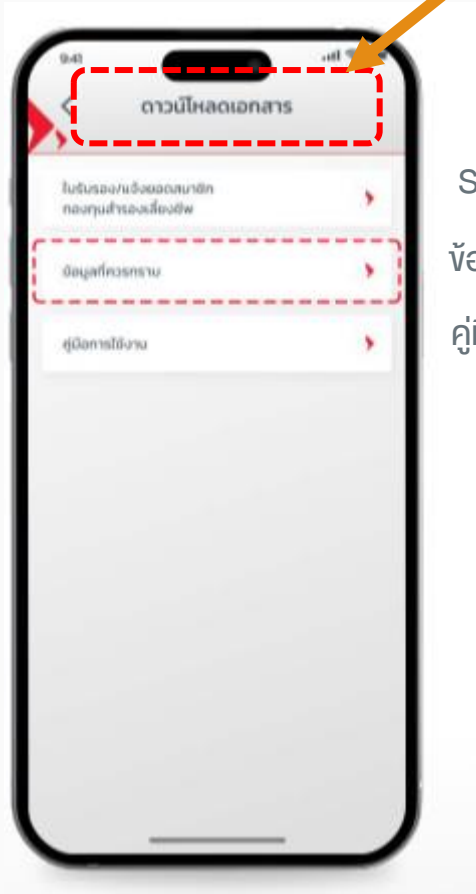 9:41
ดาวน์โหลดเอกสาร
ใบรับรอง/แจ้งยอดสมาชิก
กองทุนสำรองเลี้ยงชีพ
S
ข้อมูลที่ควรทราบ
ข้อ
คู่มือการใช้งาน